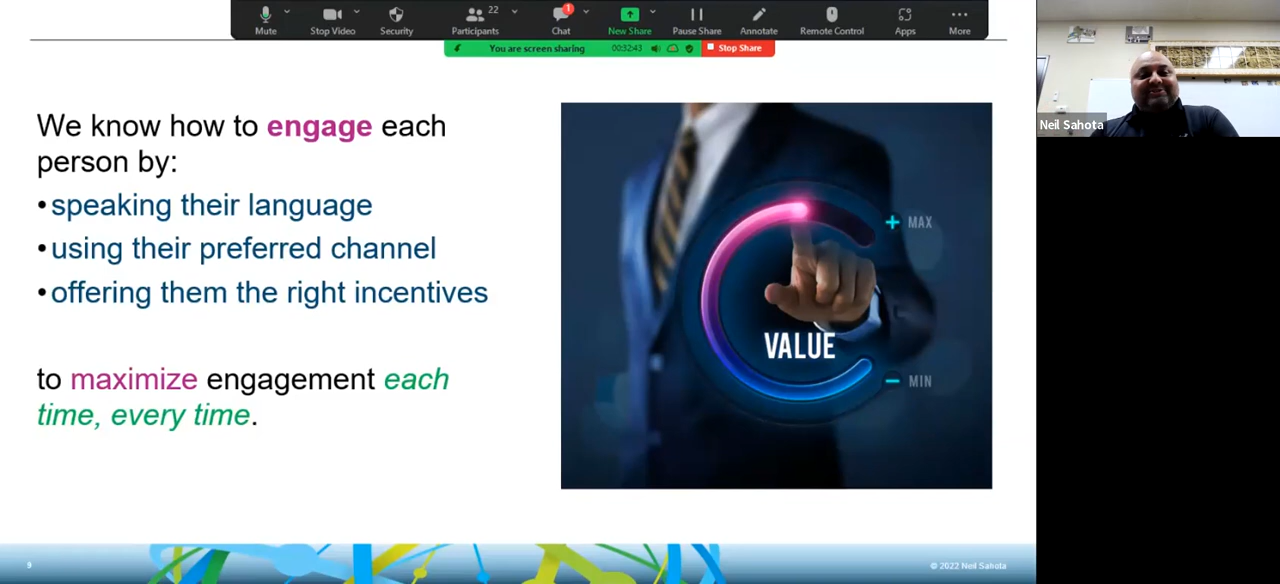 Mute
Stop Video
Security
Participants
22
Chat
1
New Share
Pause Share
Annotate
Remote Control
Apps
More
You are screen sharing
00:32:43
Stop Share
Neil Sahota
We know how to engage each
person by:
•speaking their language
•using their preferred channel
•offering them the right incentives
to maximize engagement each
time, every time.
+ MAX
VALUE
− MIN
9
© 2022 Neil Sahota